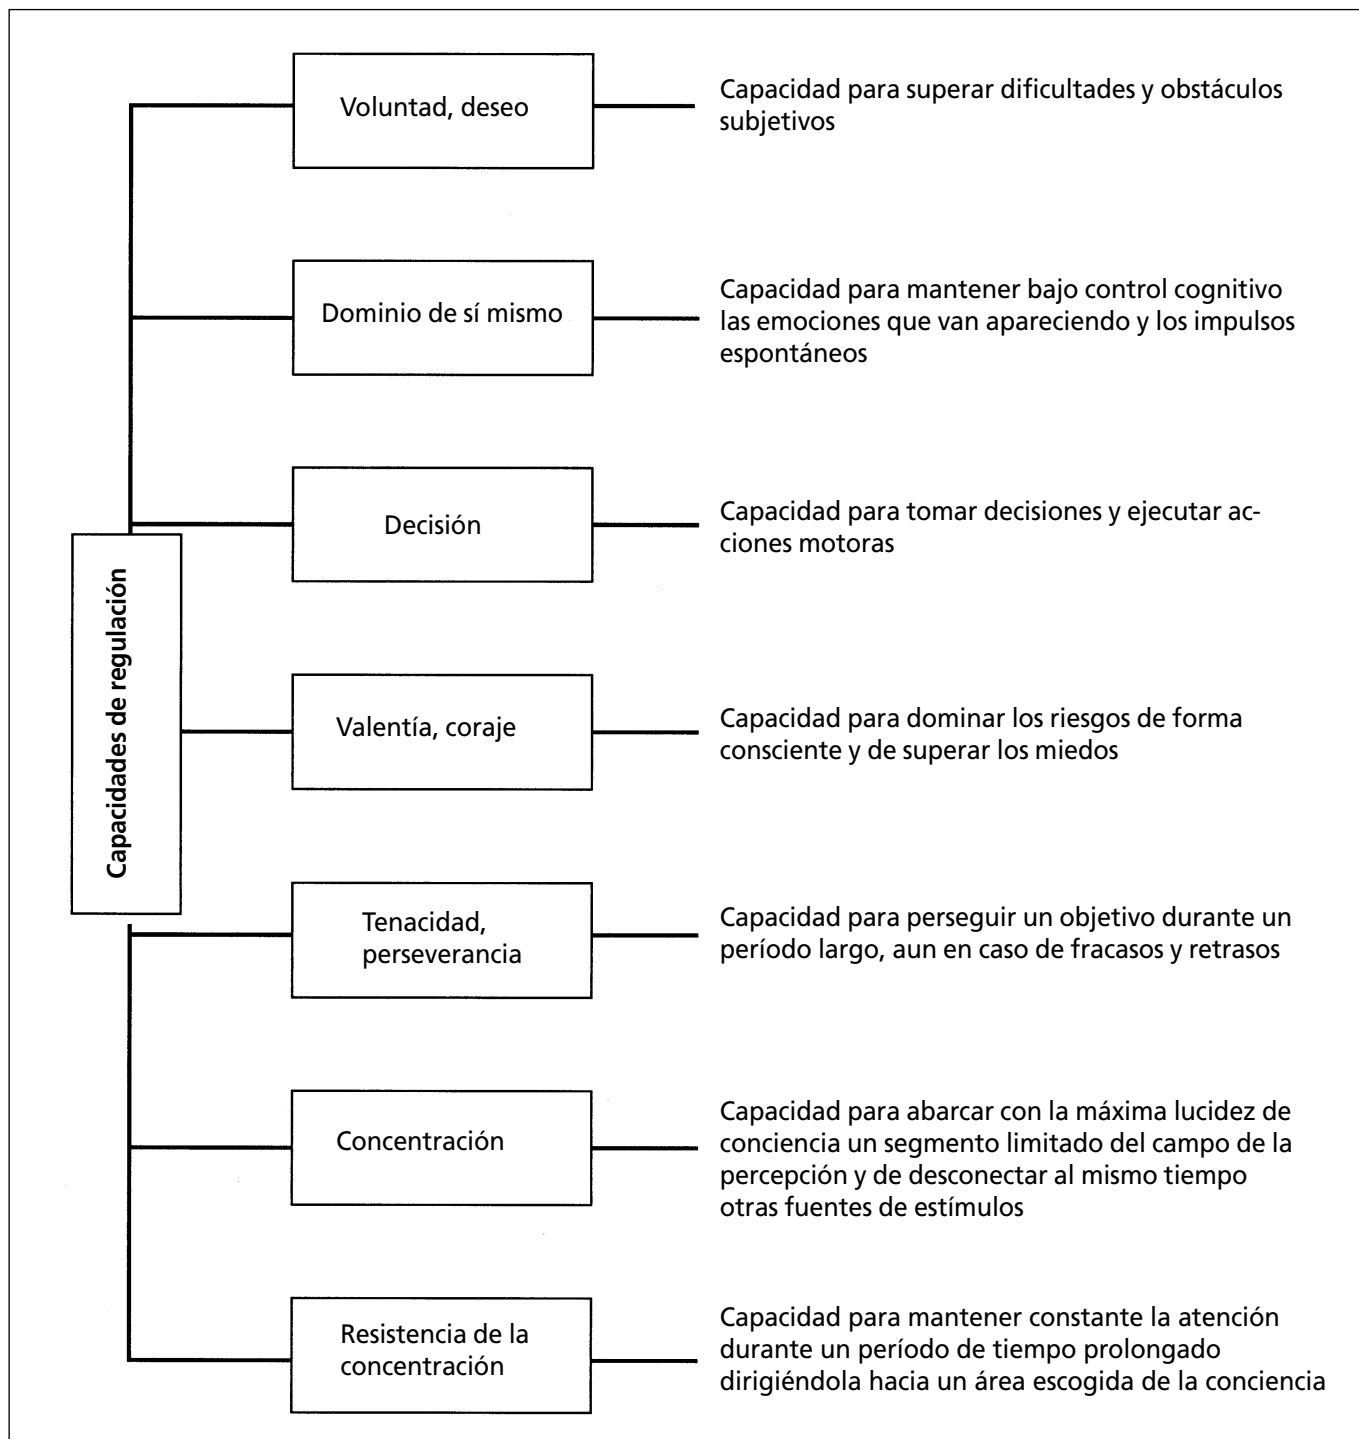 Voluntad, deseo
Capacidad para superar dificultades y obstáculos
subjetivos
Dominio de sí mismo
Capacidad para mantener bajo control cognitivo
las emociones que van apareciendo y los impulsos
espontáneos
Decisión
Capacidad para tomar decisiones y ejecutar ac-
ciones motoras
Capacidades de regulación
Valentía, coraje
Capacidad para dominar los riesgos de forma
consciente y de superar los miedos
Tenacidad,
perseverancia
Capacidad para perseguir un objetivo durante un
período largo, aun en caso de fracasos y retrasos
Concentración
Capacidad para abarcar con la máxima lucidez de
conciencia un segmento limitado del campo de la
percepción y de desconectar al mismo tiempo
otras fuentes de estímulos
Resistencia de la
concentración
Capacidad para mantener constante la atención
durante un período de tiempo prolongado
dirigiéndola hacia un área escogida de la conciencia